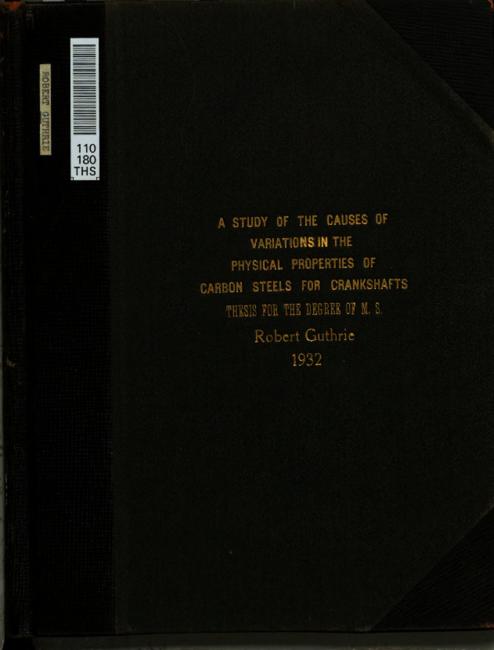 ROBERT GUTHRIE
110
180
THS
A STUDY OF THE CAUSES OF
VARIATIONS IN THE
PHYSICAL PROPERTIES OF
CARBON STEELS FOR CRANKSHAFTS
THESIS FOR THE DEGREE OF M. S.
Robert Guthrie
1932